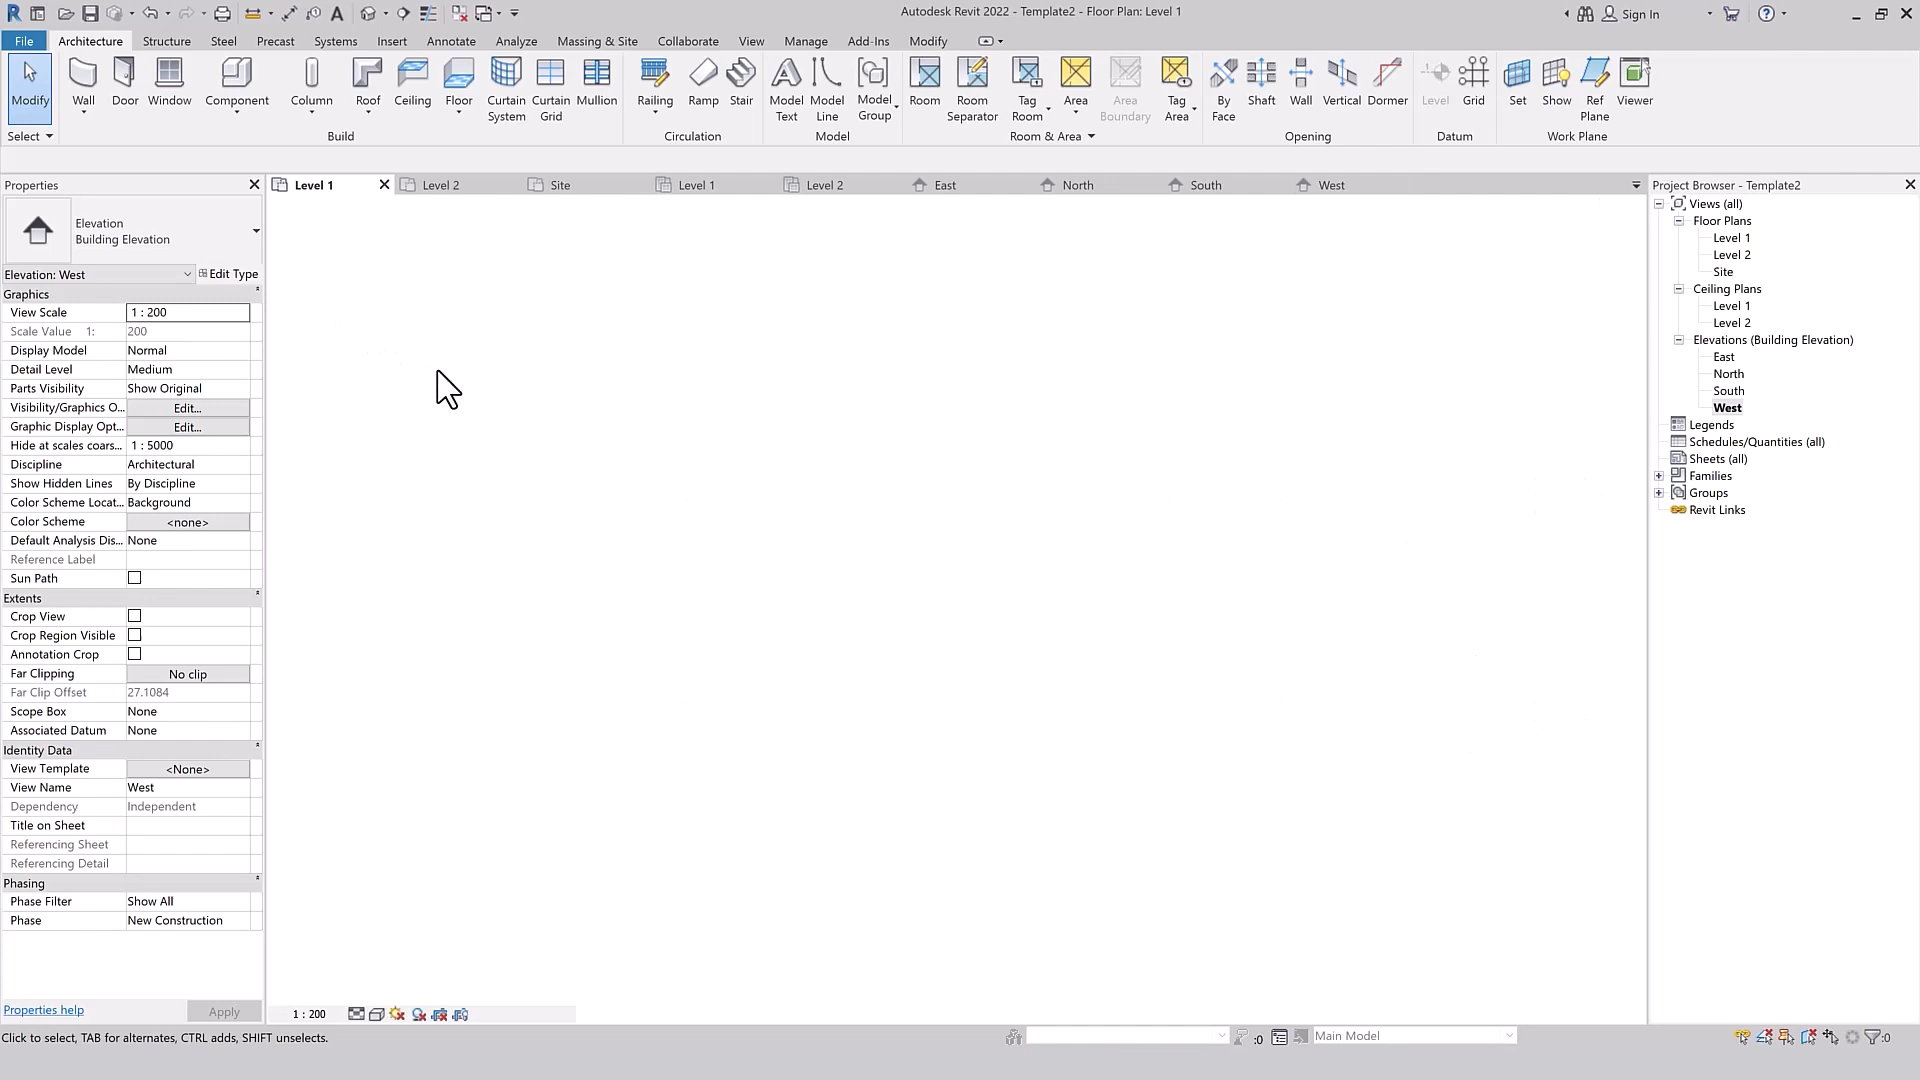 Autodesk Revit 2022 - Template2 - Floor Plan: Level 1
Sign In
File Architecture Structure Steel Precast Systems Insert Annotate Analyze Massing & Site Collaborate View Manage Add-Ins Modify
Modify Wall Door Window Component Column Roof Ceiling Floor Curtain System Curtain Grid Mullion Railing Ramp Stair Model Text Model Line Model Group Room Room Separator Tag Room Area Area Boundary Tag Area By Face Shaft Wall Vertical Dormer Level Grid Set Show Ref Plane Viewer
Select Build Circulation Model Room & Area Opening Datum Work Plane
Properties
Level 1 Level 2 Site Level 1 Level 2 East North South West
Elevation
Building Elevation
Elevation: West Edit Type
Graphics
View Scale 1 : 200
Scale Value 1: 200
Display Model Normal
Detail Level Medium
Parts Visibility Show Original
Visibility/Graphics O... Edit...
Graphic Display Opt... Edit...
Hide at scales coars... 1 : 5000
Discipline Architectural
Show Hidden Lines By Discipline
Color Scheme Locat... Background
Color Scheme <none>
Default Analysis Dis... None
Reference Label
Sun Path
Extents
Crop View
Crop Region Visible
Annotation Crop
Far Clipping No clip
Far Clip Offset 27.1084
Scope Box None
Associated Datum None
Identity Data
View Template <None>
View Name West
Dependency Independent
Title on Sheet
Referencing Sheet
Referencing Detail
Phasing
Phase Filter Show All
Phase New Construction
Properties help Apply
1 : 200
Project Browser - Template2
Views (all)
Floor Plans
Level 1
Level 2
Site
Ceiling Plans
Level 1
Level 2
Elevations (Building Elevation)
East
North
South
West
Legends
Schedules/Quantities (all)
Sheets (all)
Families
Groups
Revit Links
Click to select, TAB for alternates, CTRL adds, SHIFT unselects. :0 Main Model :0